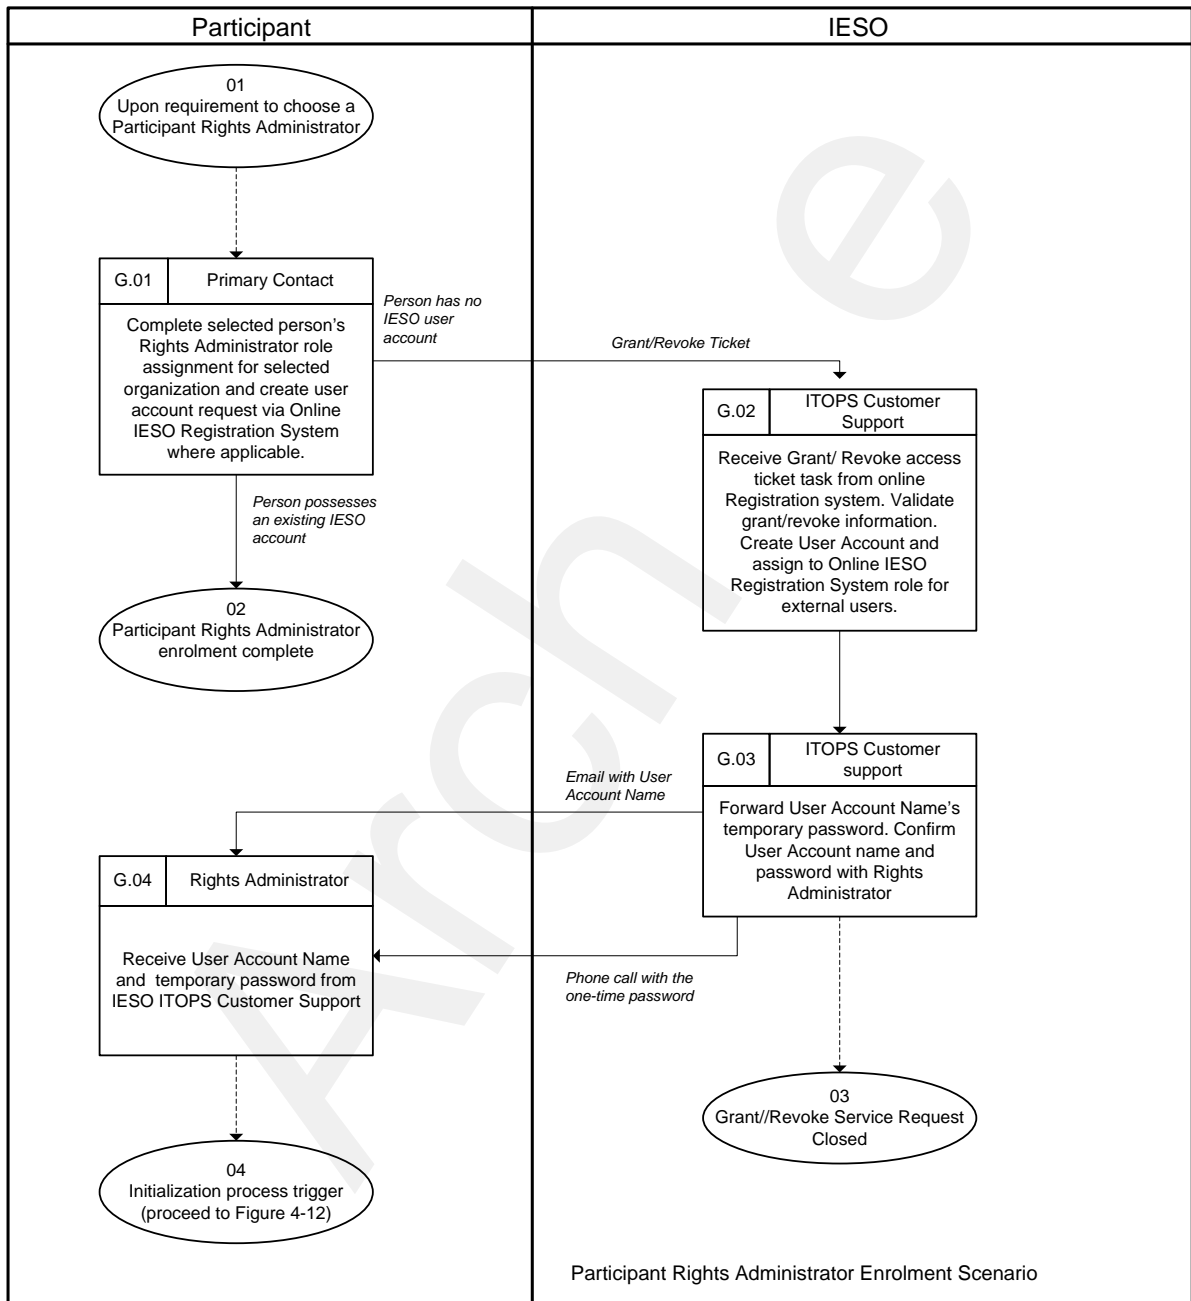 Participant
IESO
01
Upon requirement to choose a
Participant Rights Administrator
G.01
Primary Contact
Complete selected person's
Rights Administrator role
assignment for selected
organization and create user
account request via Online
IESO Registration System
where applicable.
Person has no
IESO user
account
Grant/Revoke Ticket
G.02
ITOPS Customer
Support
Receive Grant/ Revoke access
ticket task from online
Registration system. Validate
grant/revoke information.
Create User Account and
assign to Online IESO
Registration System role for
external users.
Person possesses
an existing IESO
account
02
Participant Rights Administrator
enrolment complete
G.03
ITOPS Customer
support
Forward User Account Name's
temporary password. Confirm
User Account name and
password with Rights
Administrator
Email with User
Account Name
G.04
Rights Administrator
Receive User Account Name
and temporary password from
IESO ITOPS Customer Support
Phone call with the
one-time password
03
Grant//Revoke Service Request
Closed
04
Initialization process trigger
(proceed to Figure 4-12)
Participant Rights Administrator Enrolment Scenario
Arch e